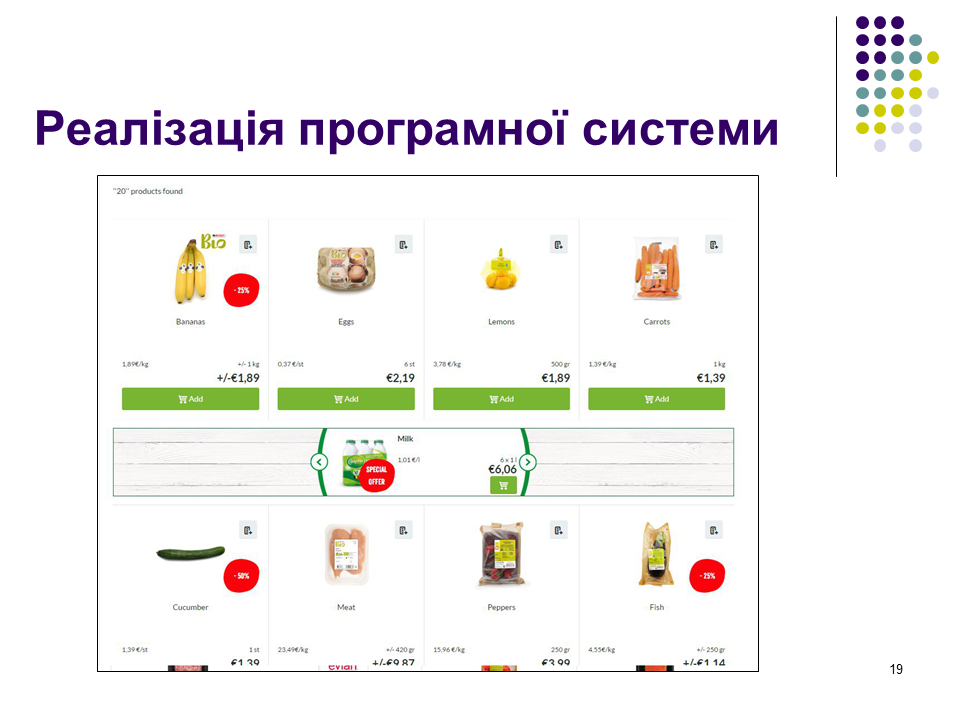 Реалізація програмної системи
"20" products found
BIO
- 25%
Bananas
Eggs
Lemons
Carrots
1,89€/kg
+/- 1 kg
0,37 €/st
6 st
3,78 €/kg
500 gr
1,39 €/kg
1 kg
+/-€1,89
€2,19
€1,89
€1,39
Add
Add
Add
Add
Milk
1,01 €/l
6 x 1 l
€6,06
SPECIAL
OFFER
- 50%
- 25%
Cucumber
Meat
Peppers
Fish
1,39 €/st
1 st
23,49€/kg
+/- 420 gr
15,96 €/kg
250 gr
4,55€/kg
+/- 250 gr
€1,39
+/-€9,87
€3,99
+/-€1,14
evian
19